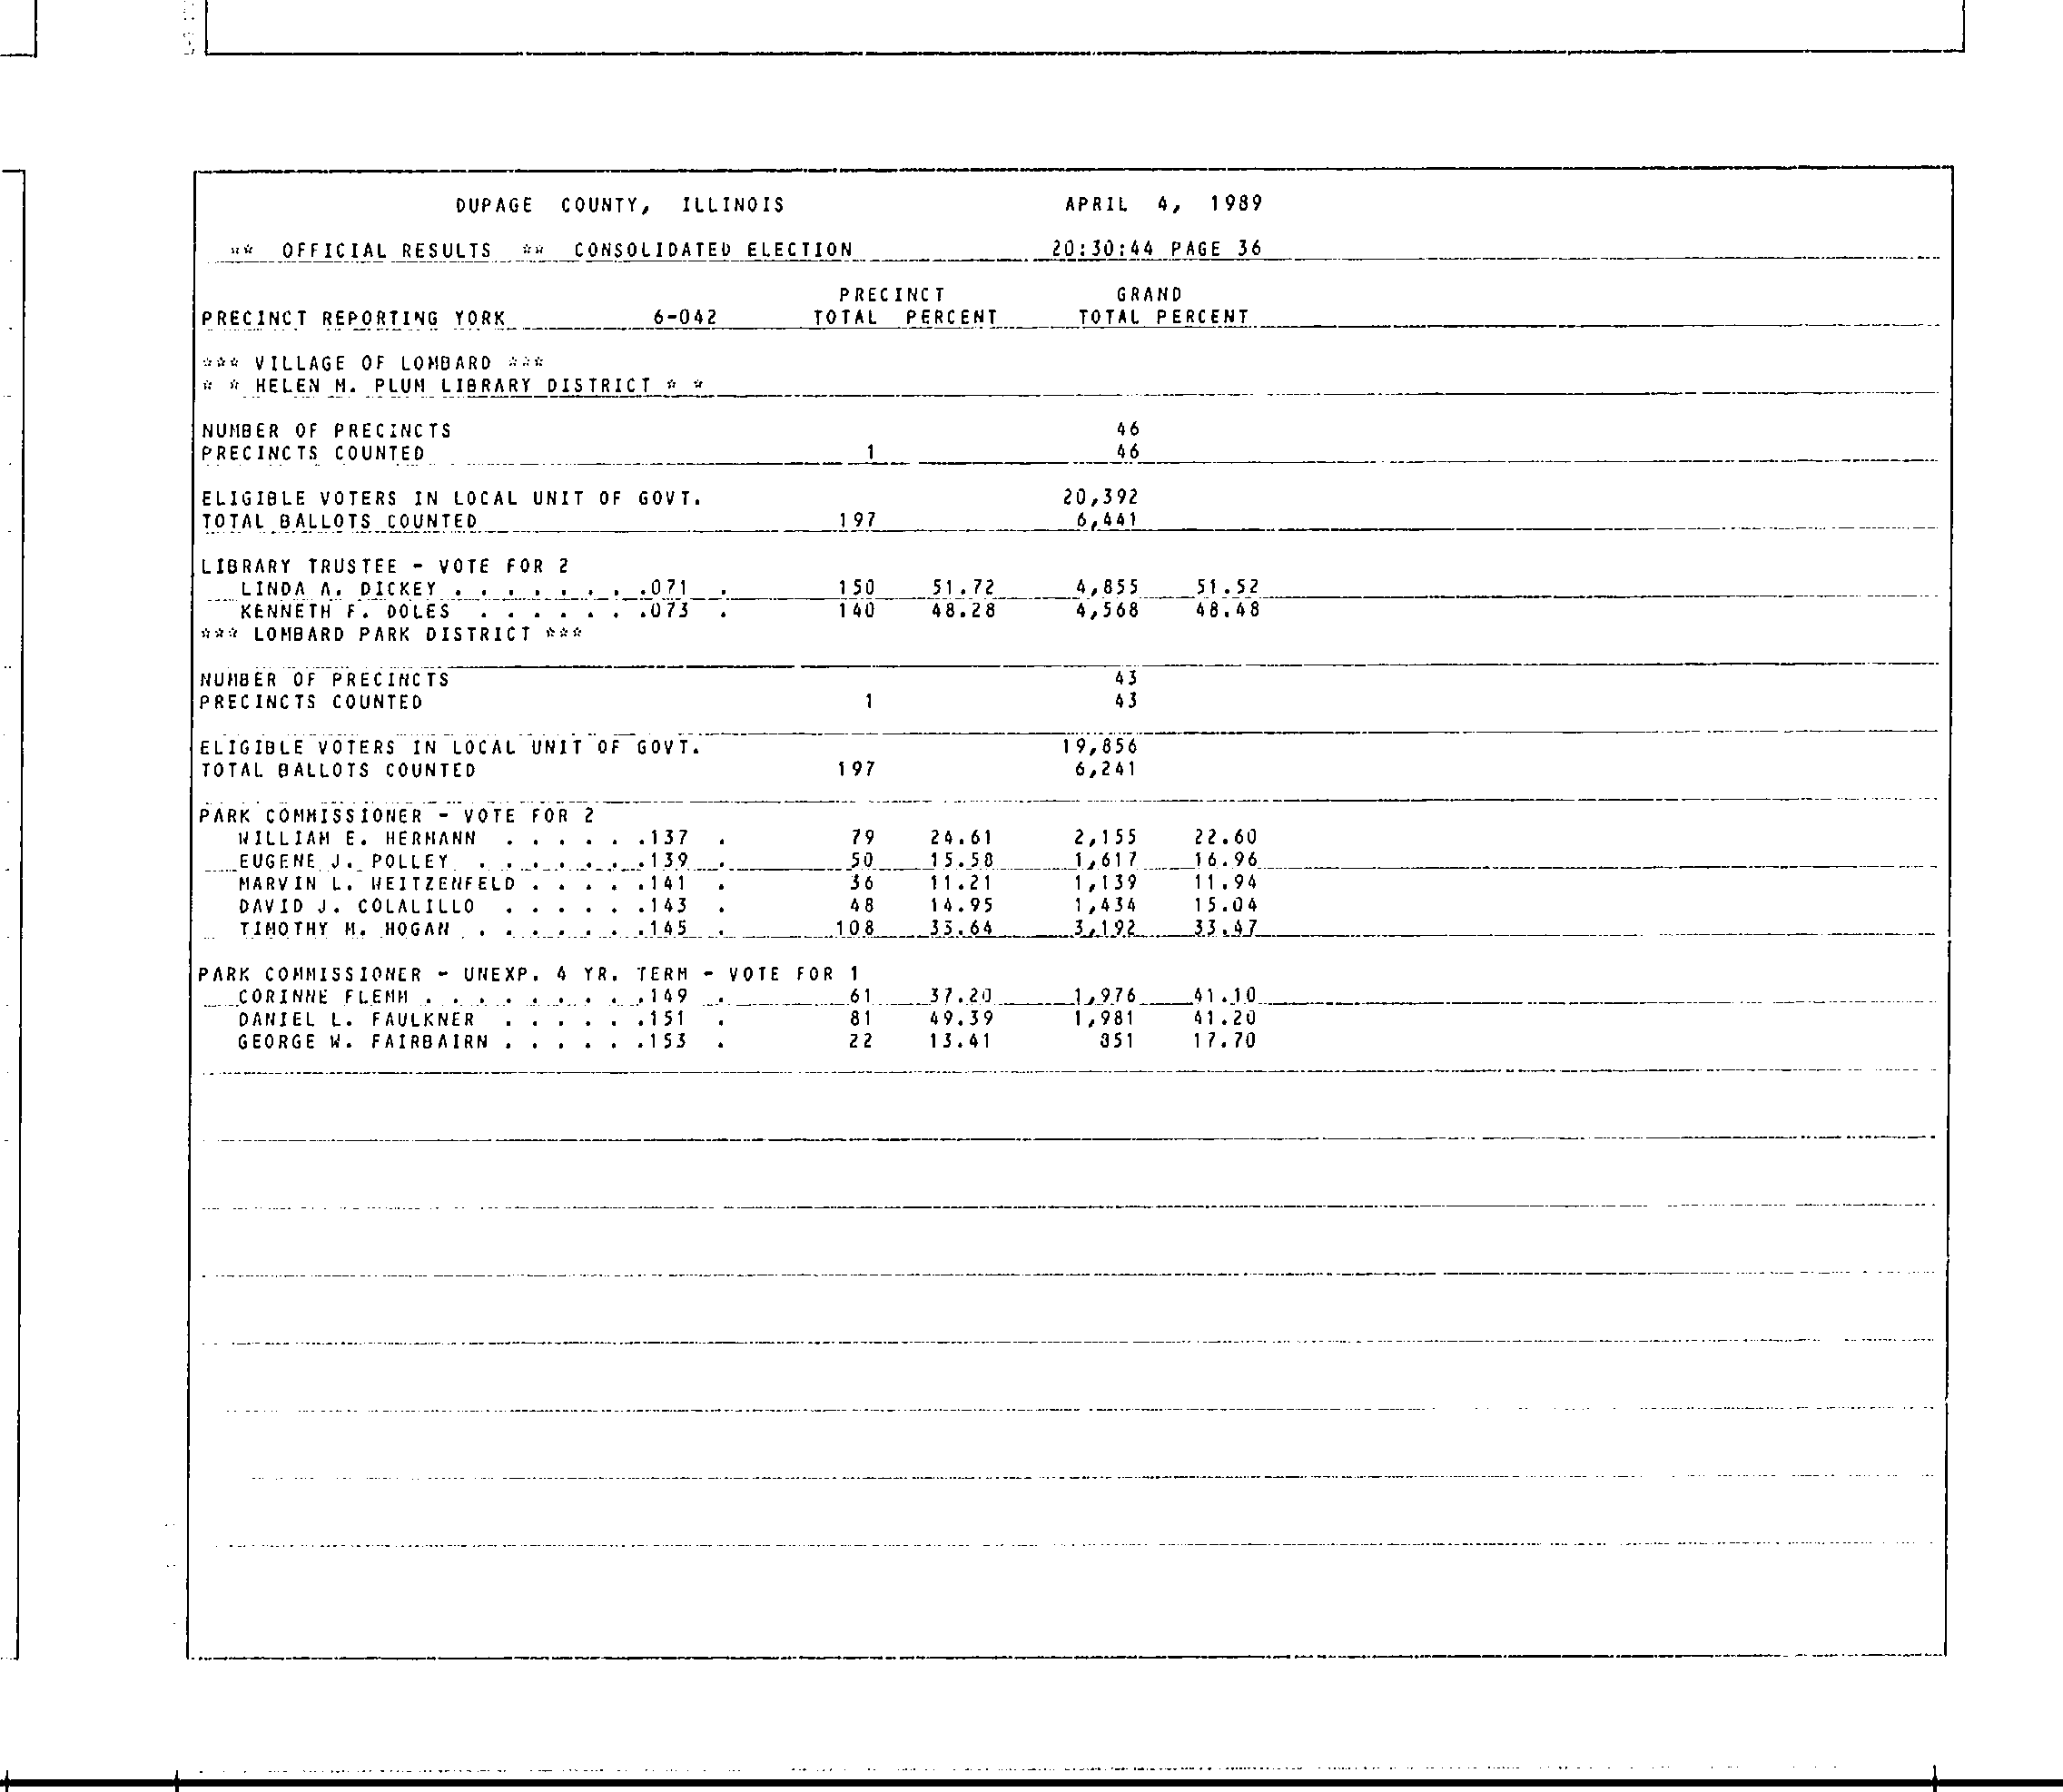 DUPAGE COUNTY, ILLINOIS APRIL 4, 1989
** OFFICIAL RESULTS ** CONSOLIDATED ELECTION 20:30:44 PAGE 36
PRECINCT GRAND
PRECINCT REPORTING YORK 6-042 TOTAL PERCENT TOTAL PERCENT
*** VILLAGE OF LOMBARD ***
* * HELEN M. PLUM LIBRARY DISTRICT * *
NUMBER OF PRECINCTS 46
PRECINCTS COUNTED 1 46
ELIGIBLE VOTERS IN LOCAL UNIT OF GOVT. 20,392
TOTAL BALLOTS COUNTED 197 6,441
LIBRARY TRUSTEE - VOTE FOR 2
LINDA A. DICKEY . . . . . . . .071 . 150 51.72 4,855 51.52
KENNETH F. DOLES . . . . . . .073 . 140 48.28 4,568 48.48
*** LOMBARD PARK DISTRICT ***
NUMBER OF PRECINCTS 43
PRECINCTS COUNTED 1 43
ELIGIBLE VOTERS IN LOCAL UNIT OF GOVT. 19,856
TOTAL BALLOTS COUNTED 197 6,241
PARK COMMISSIONER - VOTE FOR 2
WILLIAM E. HERMANN . . . . . .137 . 79 24.61 2,155 22.60
EUGENE J. POLLEY . . . . . . .139 . 50 15.58 1,617 16.96
MARVIN L. WEITZENFELD . . . . .141 . 36 11.21 1,139 11.94
DAVID J. COLALILLO . . . . . .143 . 48 14.95 1,434 15.04
TIMOTHY M. HOGAN . . . . . . .145 . 108 33.64 3,192 33.47
PARK COMMISSIONER - UNEXP. 4 YR. TERM - VOTE FOR 1
CORINNE FLEMM . . . . . . . . .149 . 61 37.20 1,976 41.10
DANIEL L. FAULKNER . . . . . .151 . 81 49.39 1,981 41.20
GEORGE W. FAIRBAIRN . . . . . .153 . 22 13.41 851 17.70